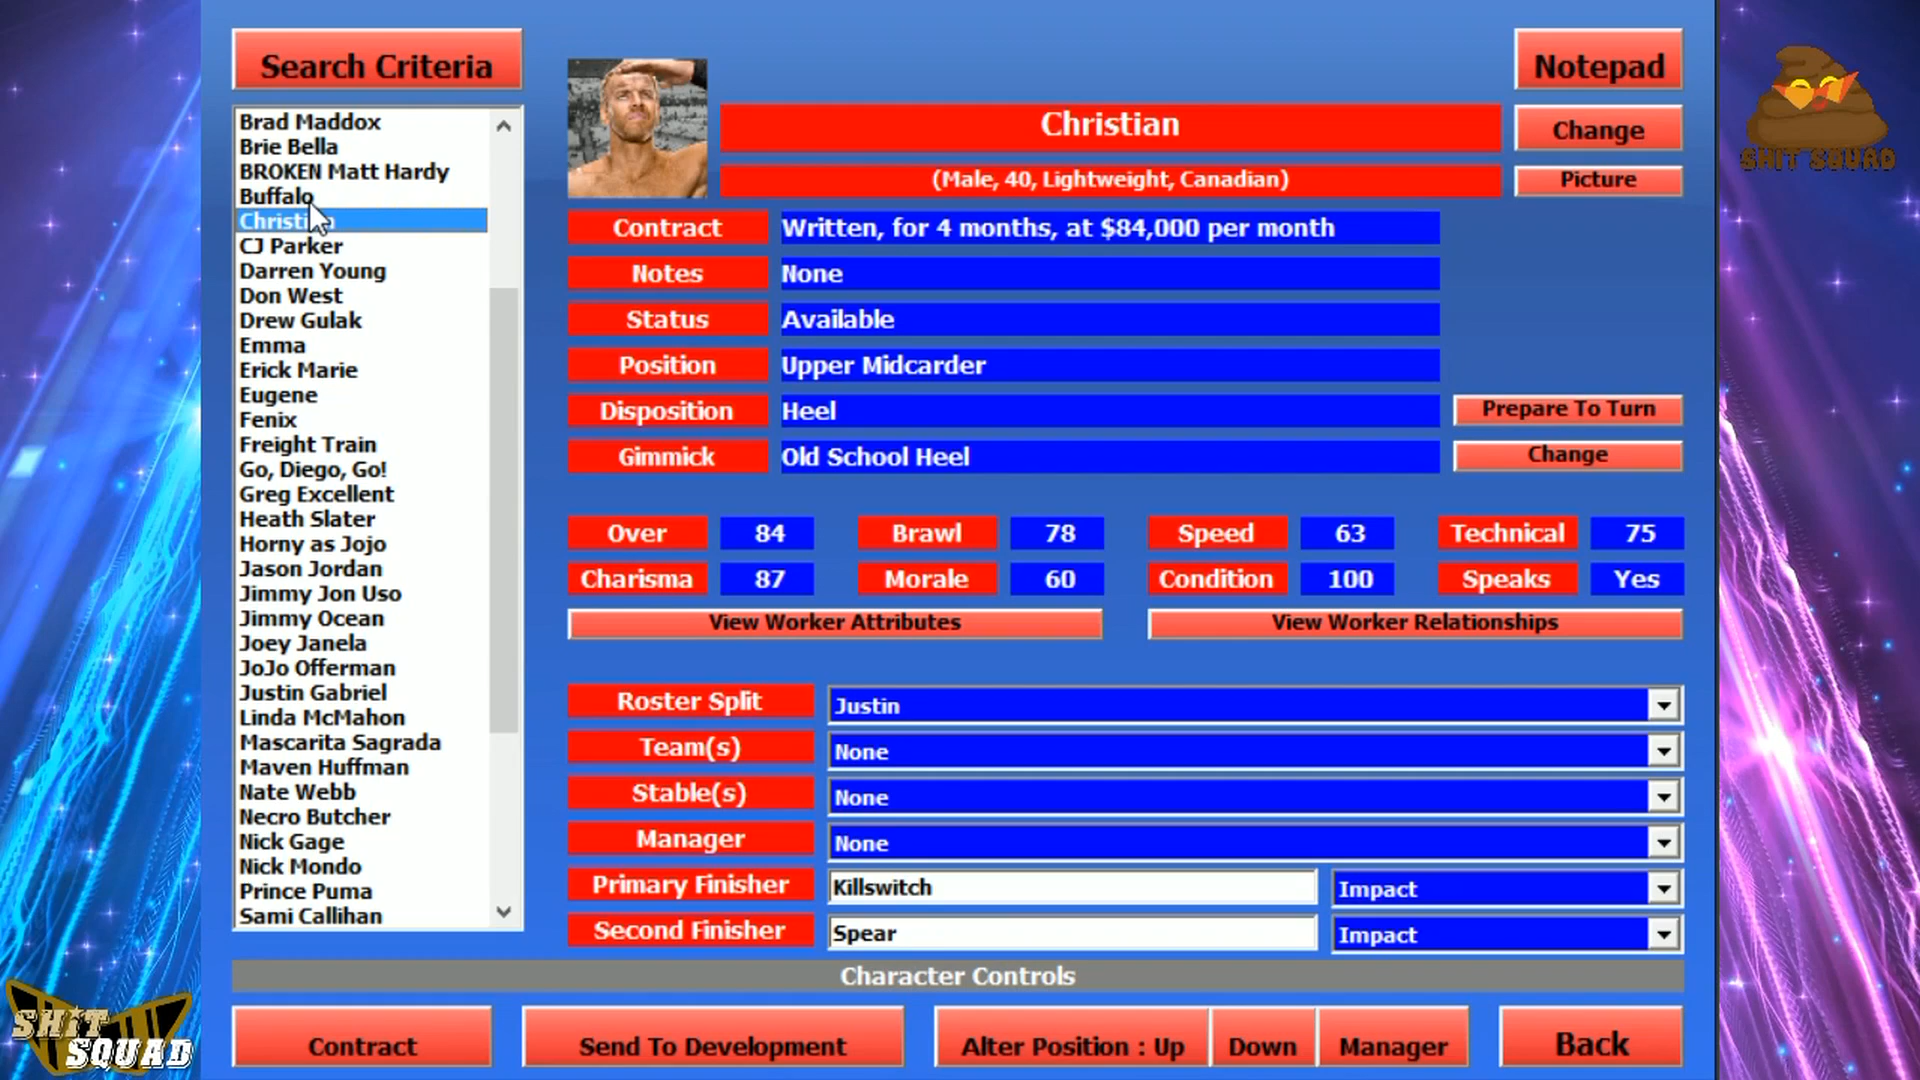 Search Criteria
Brad Maddox
Brie Bella
BROKEN Matt Hardy
Buffalo
Christian
CJ Parker
Darren Young
Don West
Drew Gulak
Emma
Erick Marie
Eugene
Fenix
Freight Train
Go, Diego, Go!
Greg Excellent
Heath Slater
Horny as Jojo
Jason Jordan
Jimmy Jon Uso
Jimmy Ocean
Joey Janela
JoJo Offerman
Justin Gabriel
Linda McMahon
Mascarita Sagrada
Maven Huffman
Nate Webb
Necro Butcher
Nick Gage
Nick Mondo
Prince Puma
Sami Callihan
Christian
(Male, 40, Lightweight, Canadian)
Notepad
Change
Picture
Contract Written, for 4 months, at $84,000 per month
Notes None
Status Available
Position Upper Midcarder
Disposition Heel Prepare To Turn
Gimmick Old School Heel Change
Over 84 Brawl 78 Speed 63 Technical 75
Charisma 87 Morale 60 Condition 100 Speaks Yes
View Worker Attributes View Worker Relationships
Roster Split Justin
Team(s) None
Stable(s) None
Manager None
Primary Finisher Killswitch Impact
Second Finisher Spear Impact
Character Controls
Contract Send To Development Alter Position : Up Down Manager Back
SHIT SQUAD
SHIT
SQUAD